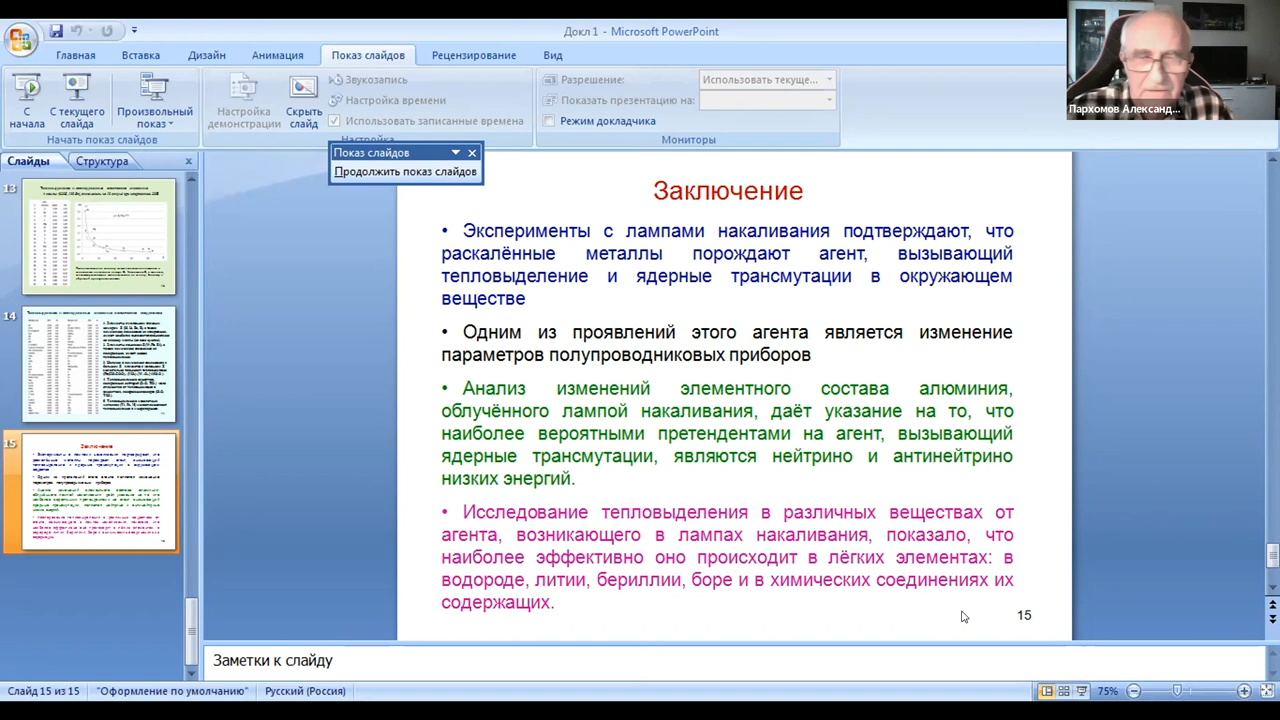 Докл 1 - Microsoft PowerPoint
Главная Вставка Дизайн Анимация Показ слайдов Рецензирование Вид
С начала
С текущего слайда
Произвольный показ
Начать показ слайдов
Настройка демонстрации
Скрыть слайд
Звукозапись
Настройка времени
Использовать записанные времена
Настройка
Разрешение: Использовать текуще...
Показать презентацию на:
Режим докладчика
Мониторы
Пархомов Александ...
Показ слайдов
Продолжить показ слайдов
Слайды Структура
13
14
15
Заключение
Заключение
• Эксперименты с лампами накаливания подтверждают, что
раскалённые металлы порождают агент, вызывающий
тепловыделение и ядерные трансмутации в окружающем
веществе
• Одним из проявлений этого агента является изменение
параметров полупроводниковых приборов
• Анализ изменений элементного состава алюминия,
облучённого лампой накаливания, даёт указание на то, что
наиболее вероятными претендентами на агент, вызывающий
ядерные трансмутации, являются нейтрино и антинейтрино
низких энергий.
• Исследование тепловыделения в различных веществах от
агента, возникающего в лампах накаливания, показало, что
наиболее эффективно оно происходит в лёгких элементах: в
водороде, литии, бериллии, боре и в химических соединениях их
содержащих.
15
Заметки к слайду
Слайд 15 из 15 "Оформление по умолчанию" Русский (Россия) 75%